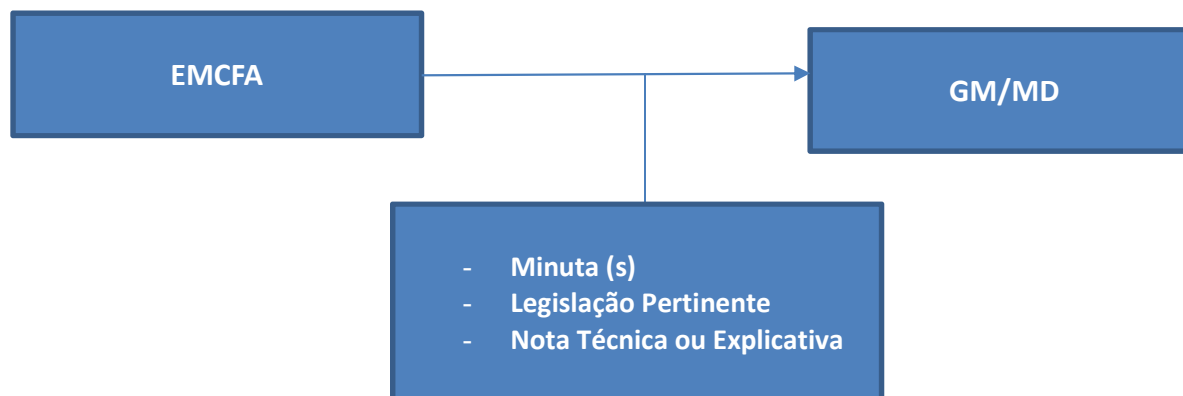 EMCFA
GM/MD
- Minuta (s)
- Legislação Pertinente
- Nota Técnica ou Explicativa